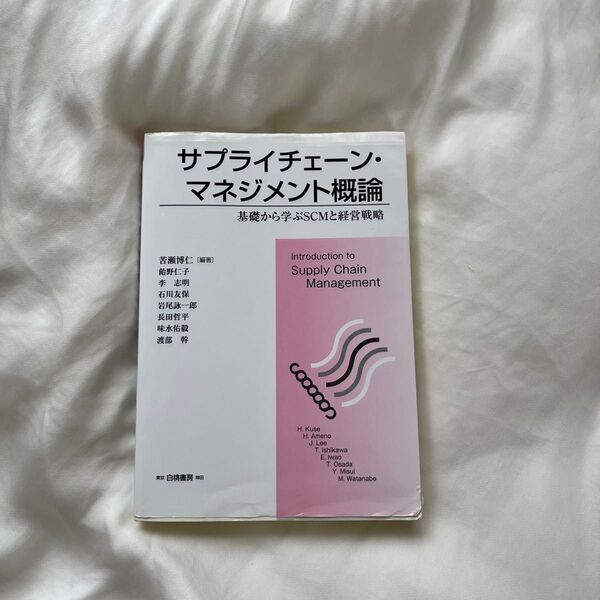 サプライチェーン・
マネジメント概論
基礎から学ぶSCMと経営戦略
苦瀬博仁[編著]
飴野仁子
李 志明
石川友保
岩尾詠一郎
長田哲平
味水佑毅
渡部 幹
Introduction to
Supply Chain
Management
H. Kuse
H. Ameno
J. Lee
T. Ishikawa
E. Iwao
T. Osada
Y. Misui
M. Watanabe
東京 白桃書房 神田